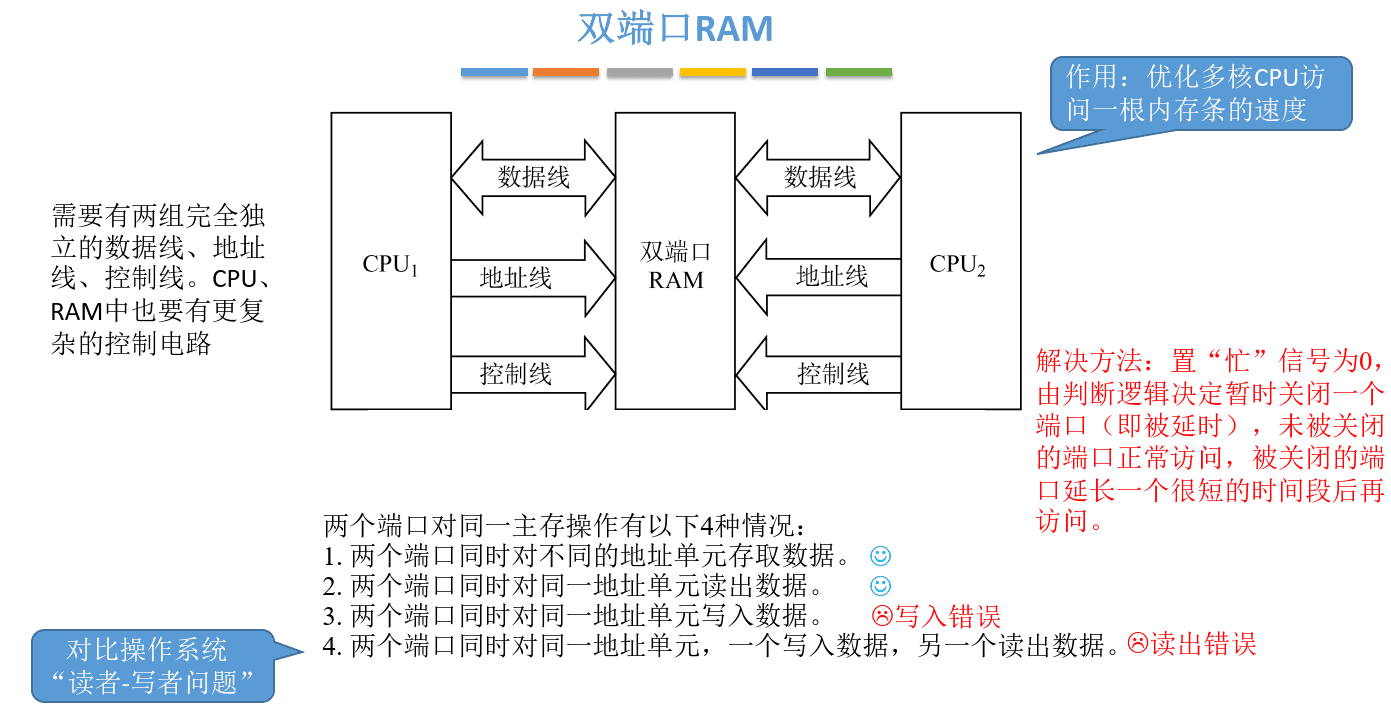 双端口RAM
作用：优化多核CPU访
问一根内存条的速度
需要有两组完全独
立的数据线、地址
线、控制线。CPU、
RAM中也要有更复
杂的控制电路
CPU1
数据线
地址线
控制线
双端口
RAM
数据线
地址线
控制线
CPU2
解决方法：置“忙”信号为0，
由判断逻辑决定暂时关闭一个
端口（即被延时），未被关闭
的端口正常访问，被关闭的端
口延长一个很短的时间段后再
访问。
两个端口对同一主存操作有以下4种情况：
1. 两个端口同时对不同的地址单元存取数据。
2. 两个端口同时对同一地址单元读出数据。
3. 两个端口同时对同一地址单元写入数据。 写入错误
4. 两个端口同时对同一地址单元，一个写入数据，另一个读出数据。 读出错误
对比操作系统
“读者-写者问题”